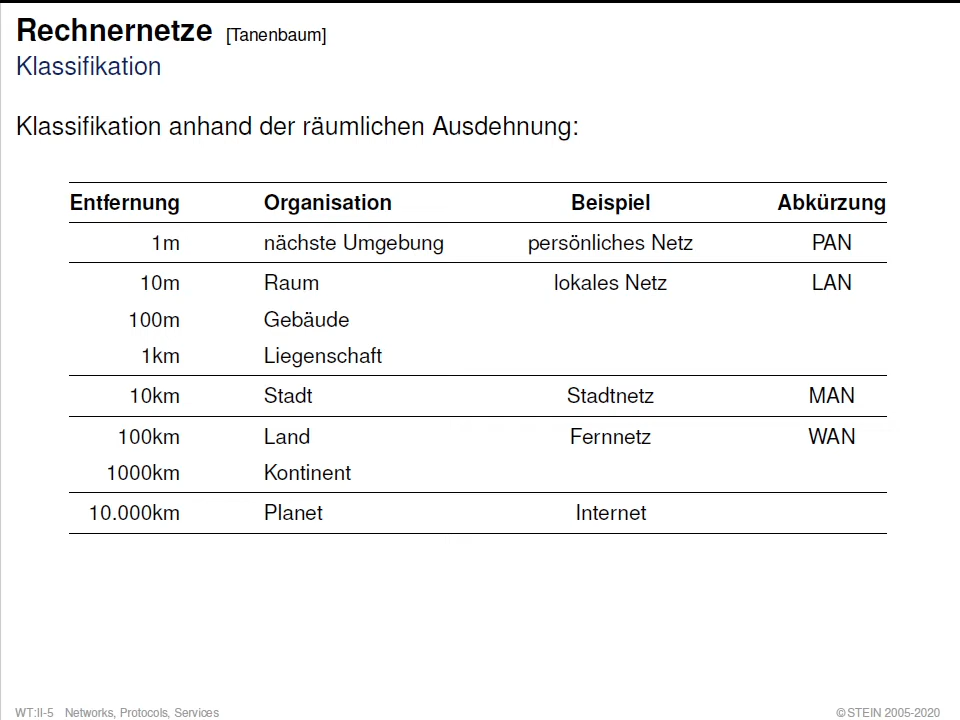 Rechnernetze [Tanenbaum]
Klassifikation
Klassifikation anhand der räumlichen Ausdehnung:
Entfernung Organisation Beispiel Abkürzung
1m nächste Umgebung persönliches Netz PAN
10m Raum lokales Netz LAN
100m Gebäude
1km Liegenschaft
10km Stadt Stadtnetz MAN
100km Land Fernnetz WAN
1000km Kontinent
10.000km Planet Internet
WT:II-5 Networks, Protocols, Services ©STEIN 2005-2020